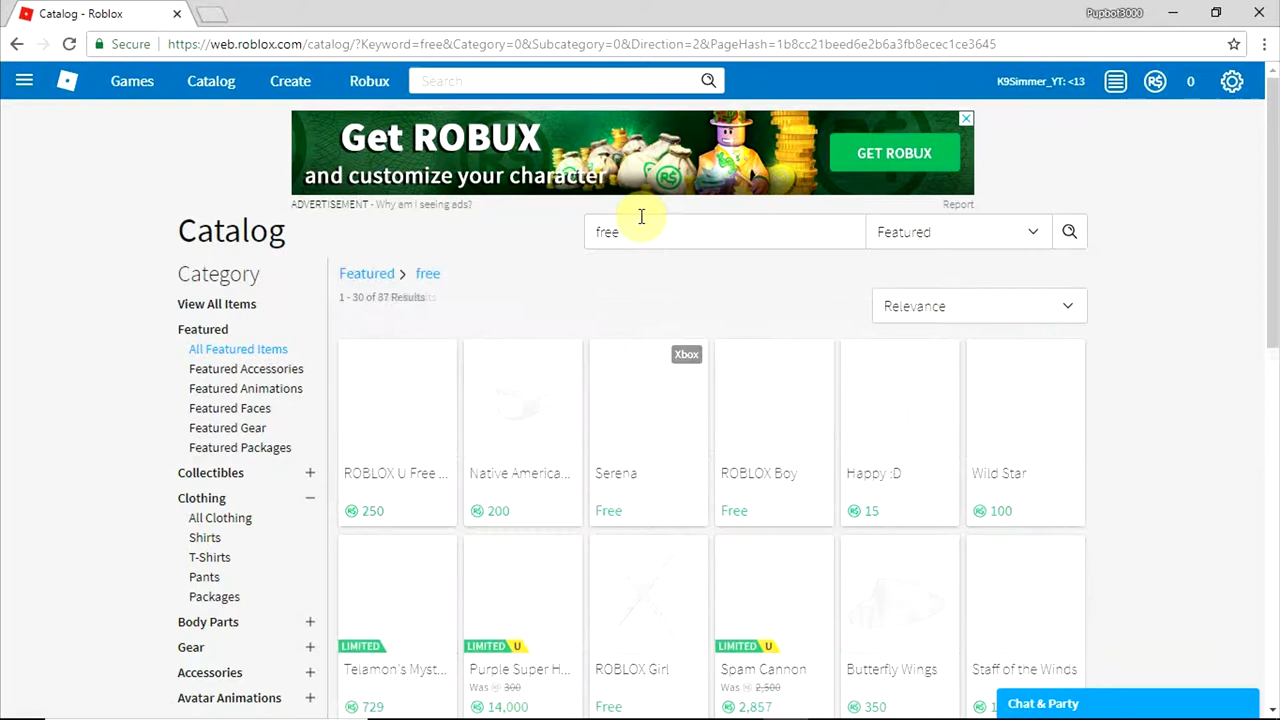 Catalog - Roblox
Pupbot3000
Secure https://web.roblox.com/catalog/?Keyword=free&Category=0&Subcategory=0&Direction=2&PageHash=1b8cc21beed6e2b6a3fb8ecec1ce3645
Games Catalog Create Robux Search K9Simmer_YT: <13 0
Get ROBUX
and customize your character
GET ROBUX
ADVERTISEMENT - Why am I seeing ads? Report
Catalog free Featured
Category Featured > free
1 - 30 of 87 Results
Relevance
View All Items
Featured
All Featured Items
Featured Accessories
Featured Animations
Featured Faces
Featured Gear
Featured Packages
Collectibles +
Clothing −
All Clothing
Shirts
T-Shirts
Pants
Packages
Body Parts +
Gear +
Accessories +
Avatar Animations +
Xbox
ROBLOX U Free ... Native America... Serena ROBLOX Boy Happy :D Wild Star
R$ 250 R$ 200 Free Free R$ 15 R$ 100
LIMITED LIMITED U LIMITED U
Telamon's Myst... Purple Super H... ROBLOX Girl Spam Cannon Butterfly Wings Staff of the Winds
Was R$ 300 Was R$ 2,500
R$ 729 R$ 14,000 Free R$ 2,857 R$ 350
Chat & Party